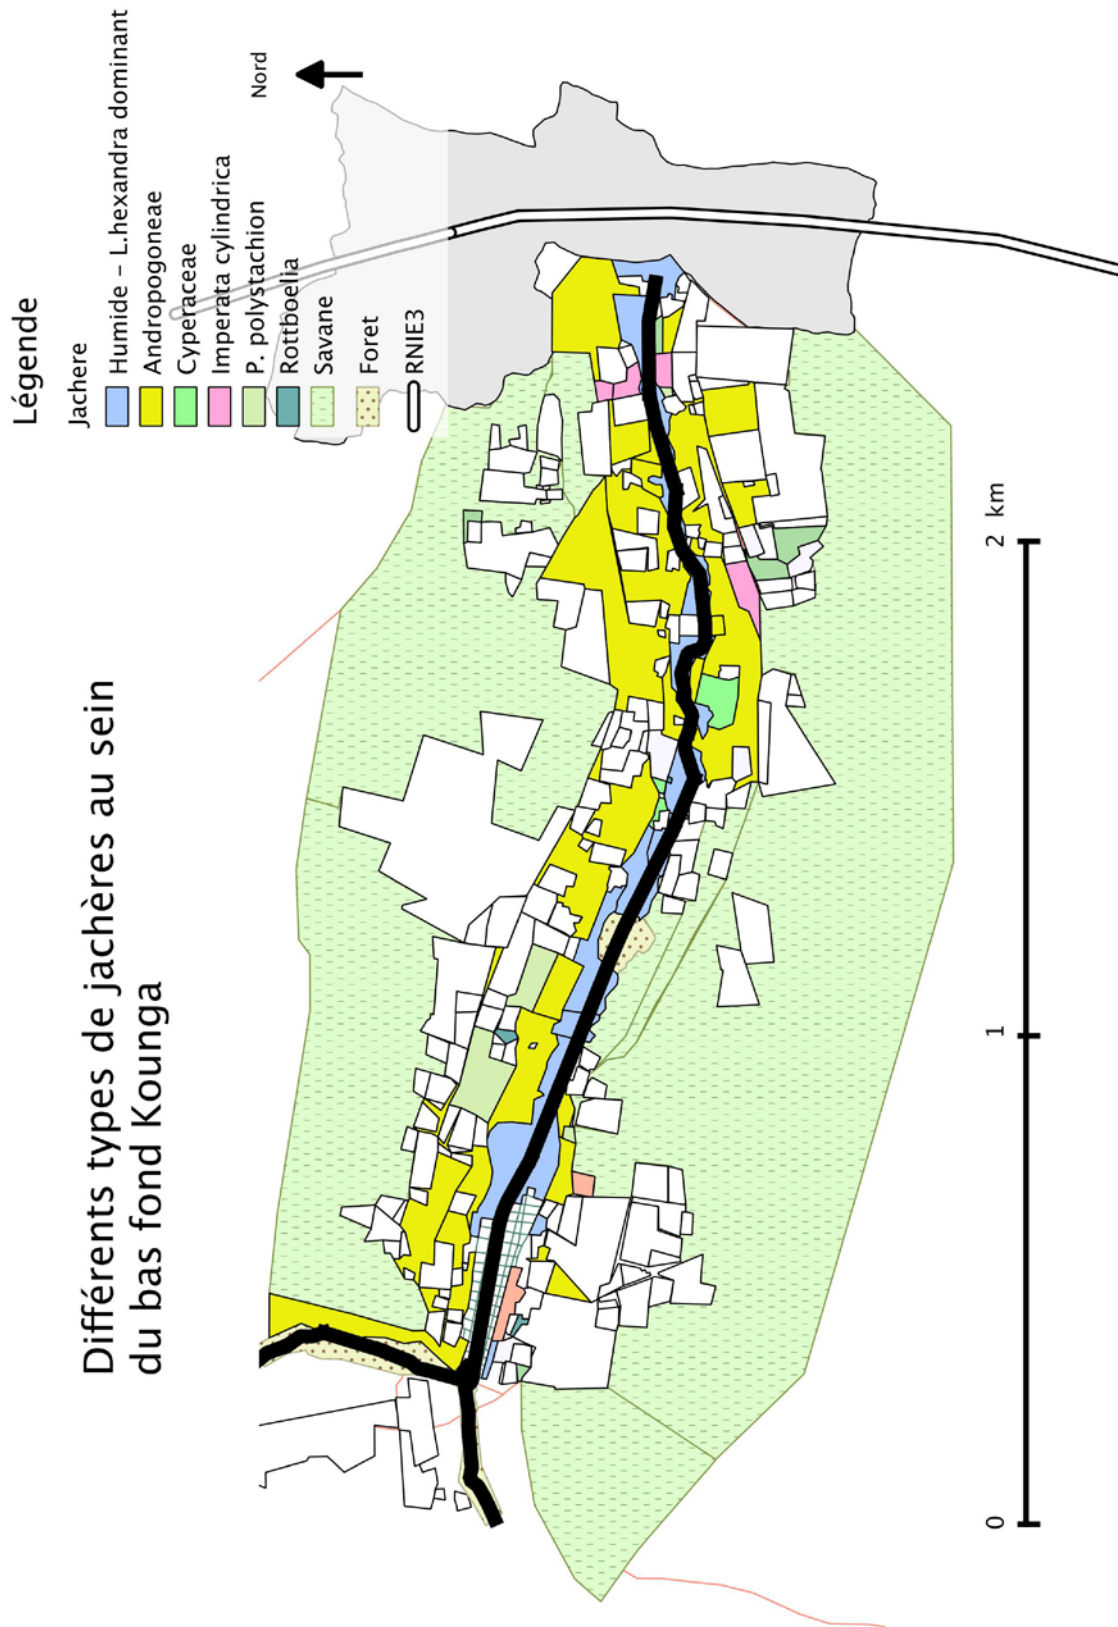 Différents types de jachères au sein
du bas fond Kounga
Légende
Jachere
Humide – L.hexandra dominant
Andropogoneae
Cyperaceae
Imperata cylindrica
P. polystachion
Rottboelia
Savane
Foret
RNIE3
Nord
0
1
2 km